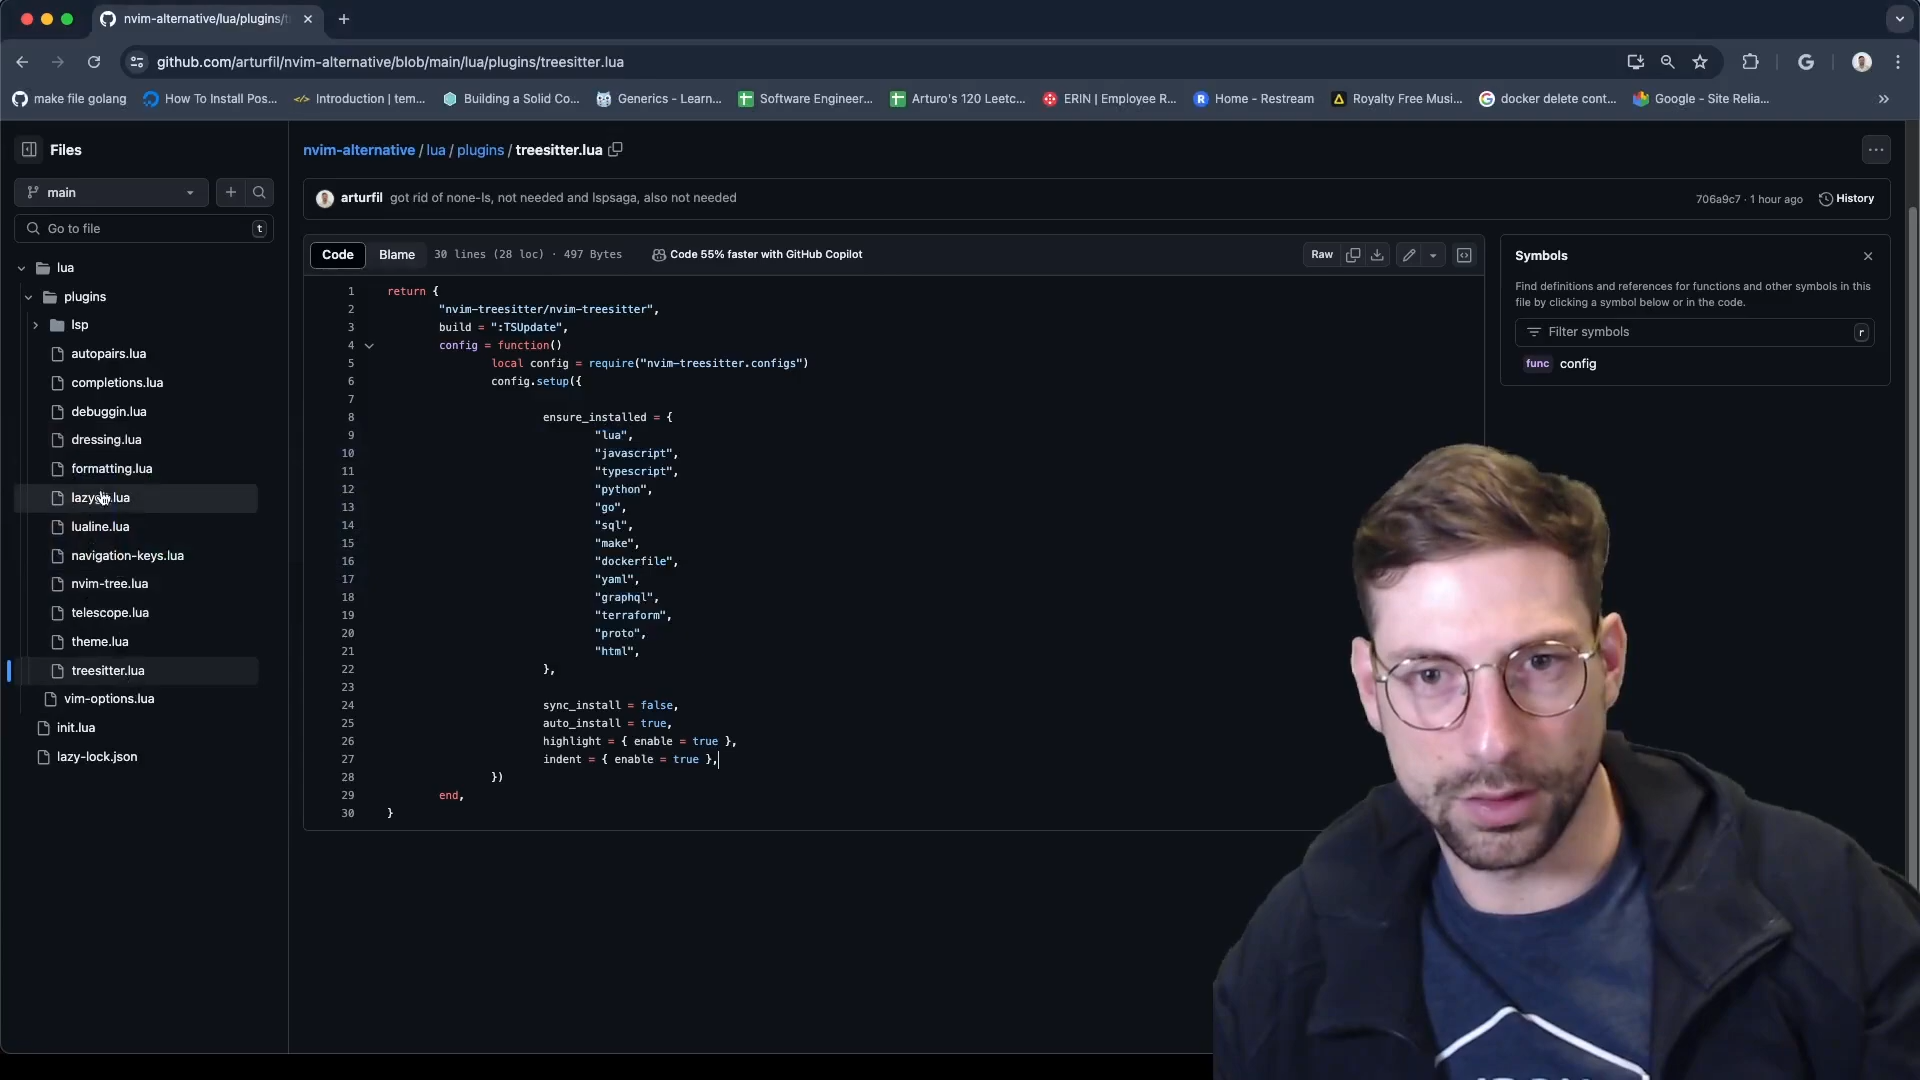 nvim-alternative/lua/plugins/t
github.com/arturfil/nvim-alternative/blob/main/lua/plugins/treesitter.lua
make file golang
How To Install Pos...
Introduction | tem...
Building a Solid Co...
Generics - Learn...
Software Engineer...
Arturo's 120 Leetc...
ERIN | Employee R...
Home - Restream
Royalty Free Musi...
docker delete cont...
Google - Site Relia...
Files
main
Go to file
t
lua
plugins
lsp
autopairs.lua
completions.lua
debuggin.lua
dressing.lua
formatting.lua
.lua
lualine.lua
navigation-keys.lua
nvim-tree.lua
telescope.lua
theme.lua
treesitter.lua
vim-options.lua
init.lua
lazy-lock.json
nvim-alternative / lua / plugins / treesitter.lua
arturfil got rid of none-ls, not needed and lspsaga, also not needed
706a9c7 · 1 hour ago
History
Code
Blame
30 lines (28 loc) · 497 Bytes
Code 55% faster with GitHub Copilot
Raw
1 return {
2 "nvim-treesitter/nvim-treesitter",
3 build = ":TSUpdate",
4 config = function()
5 local config = require("nvim-treesitter.configs")
6 config.setup({
7
8 ensure_installed = {
9 "lua",
10 "javascript",
11 "typescript",
12 "python",
13 "go",
14 "sql",
15 "make",
16 "dockerfile",
17 "yaml",
18 "graphql",
19 "terraform",
20 "proto",
21 "html",
22 },
23
24 sync_install = false,
25 auto_install = true,
26 highlight = { enable = true },
27 indent = { enable = true },
28 })
29 end,
30 }
Symbols
Find definitions and references for functions and other symbols in this
file by clicking a symbol below or in the code.
Filter symbols
r
func config